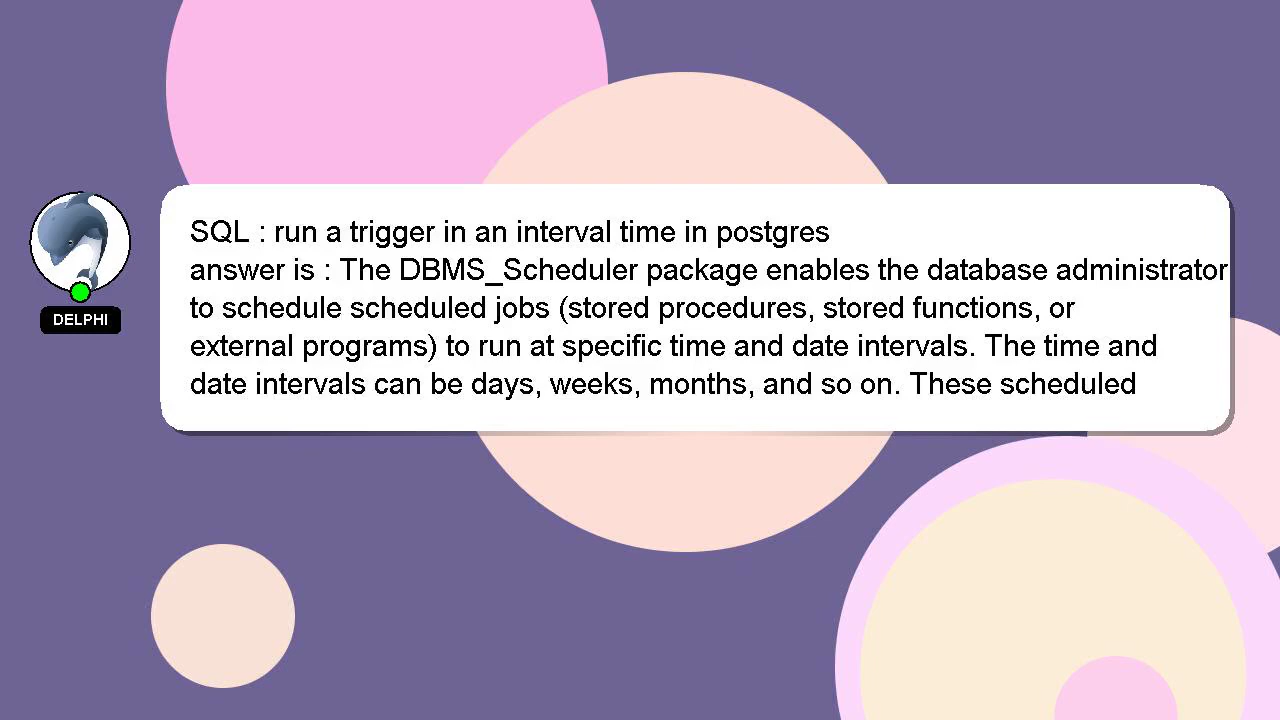 SQL : run a trigger in an interval time in postgres
answer is : The DBMS_Scheduler package enables the database administrator
to schedule scheduled jobs (stored procedures, stored functions, or
external programs) to run at specific time and date intervals. The time and
date intervals can be days, weeks, months, and so on. These scheduled
DELPHI